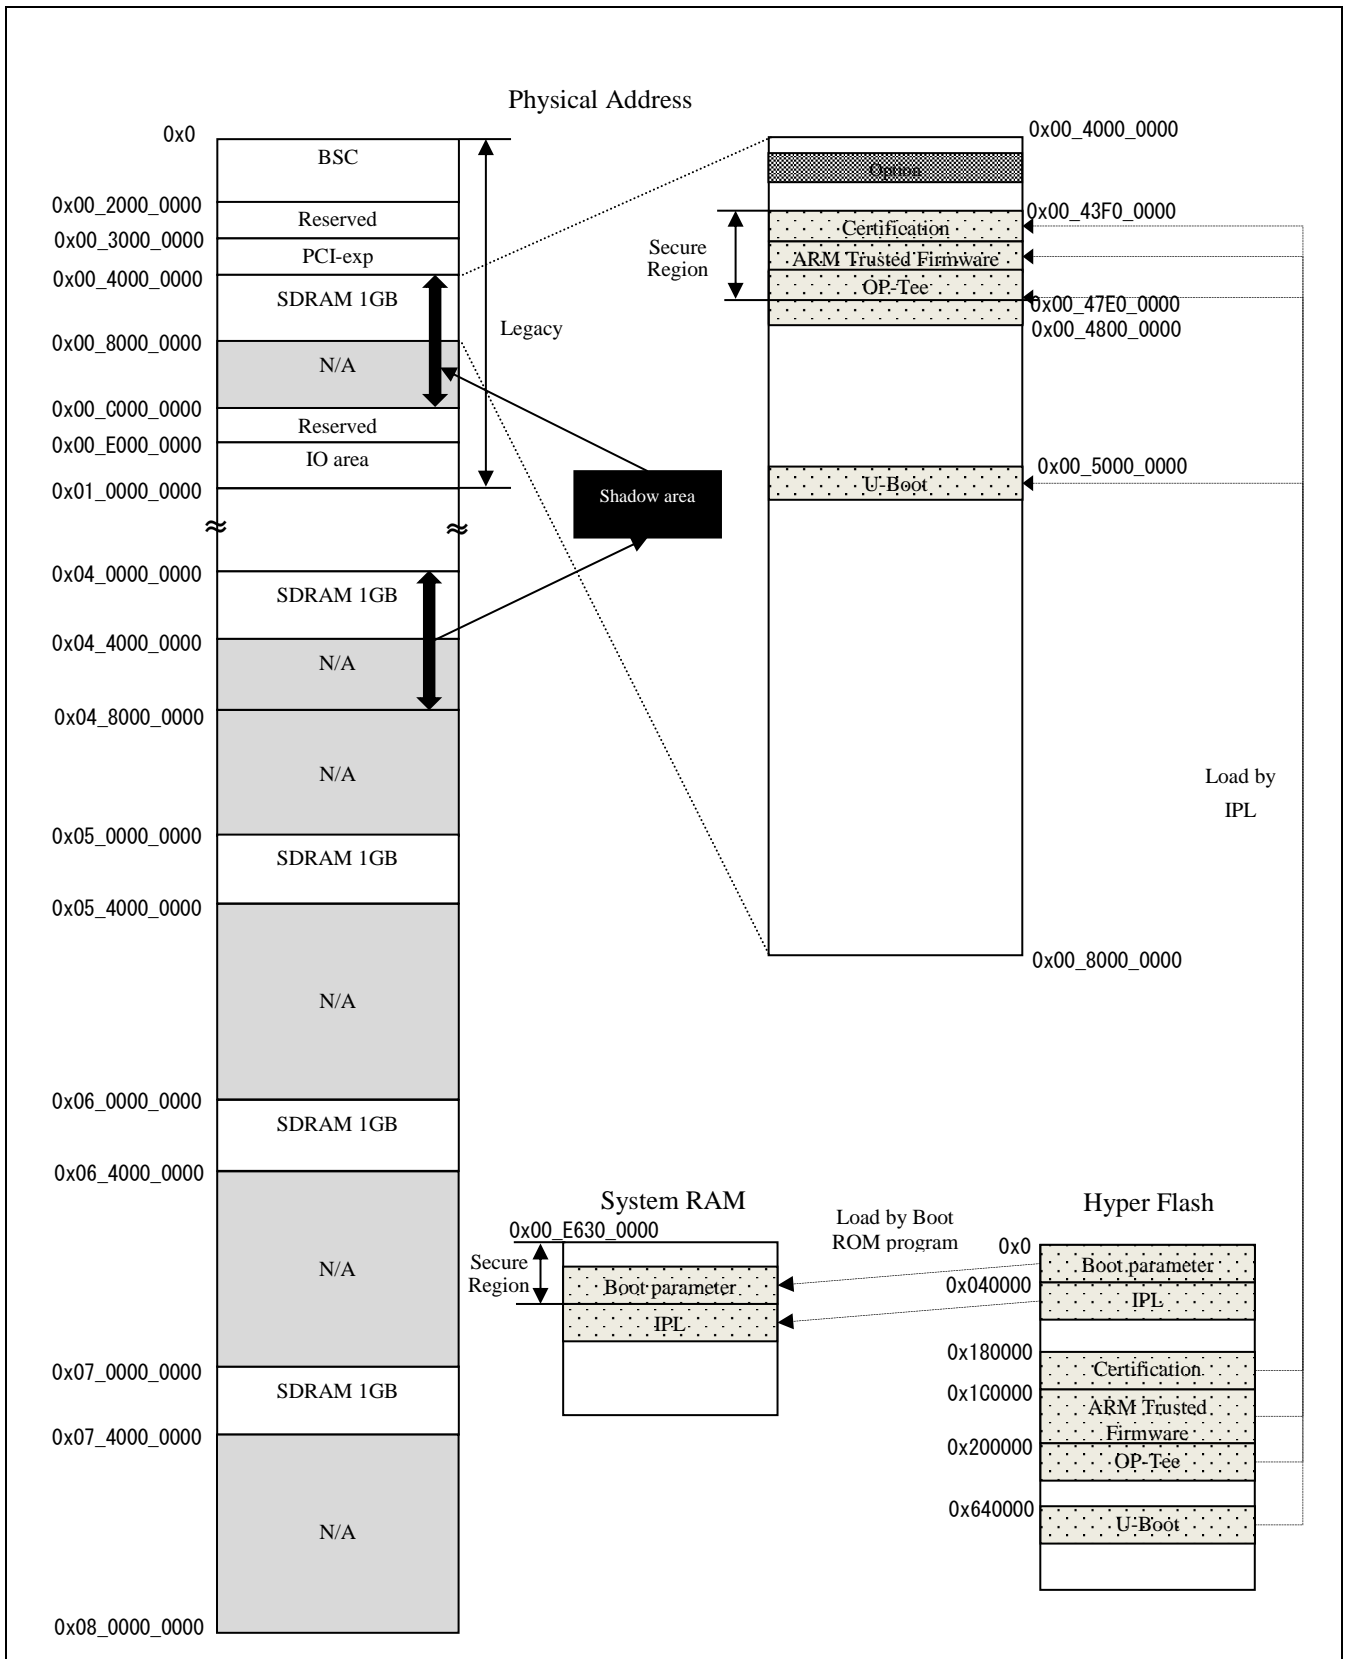 Physical Address
0x0
BSC
0x00_2000_0000
Reserved
0x00_3000_0000
PCI-exp
0x00_4000_0000
SDRAM 1GB
Legacy
0x00_8000_0000
N/A
0x00_C000_0000
Reserved
0x00_E000_0000
IO area
0x01_0000_0000
Shadow area
0x04_0000_0000
SDRAM 1GB
0x04_4000_0000
N/A
0x04_8000_0000
N/A
0x05_0000_0000
SDRAM 1GB
0x05_4000_0000
N/A
0x06_0000_0000
SDRAM 1GB
0x06_4000_0000
N/A
0x07_0000_0000
SDRAM 1GB
0x07_4000_0000
N/A
0x08_0000_0000
0x00_4000_0000
Option
0x00_43F0_0000
Secure
Region
Certification
ARM Trusted Firmware
OP-Tee
0x00_47E0_0000
0x00_4800_0000
0x00_5000_0000
U-Boot
Load by
IPL
0x00_8000_0000
System RAM
0x00_E630_0000
Secure
Region
Boot parameter
IPL
Load by Boot
ROM program
Hyper Flash
0x0
Boot parameter
0x040000
IPL
0x180000
Certification
0x1C0000
ARM Trusted
Firmware
0x200000
OP-Tee
0x640000
U-Boot